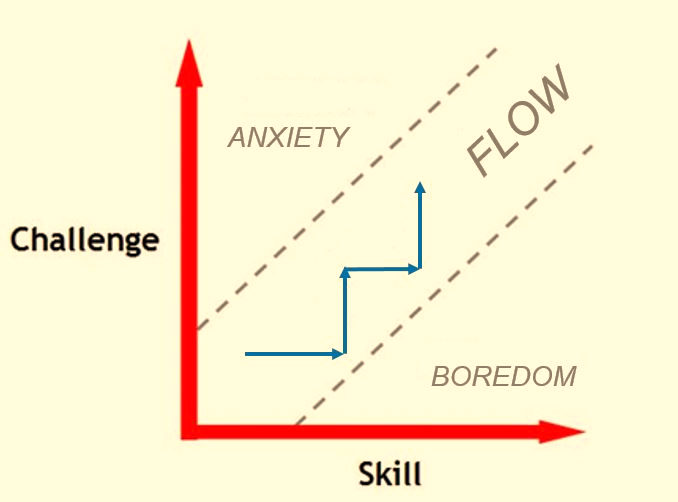 ANXIETY
FLOW
Challenge
BOREDOM
Skill